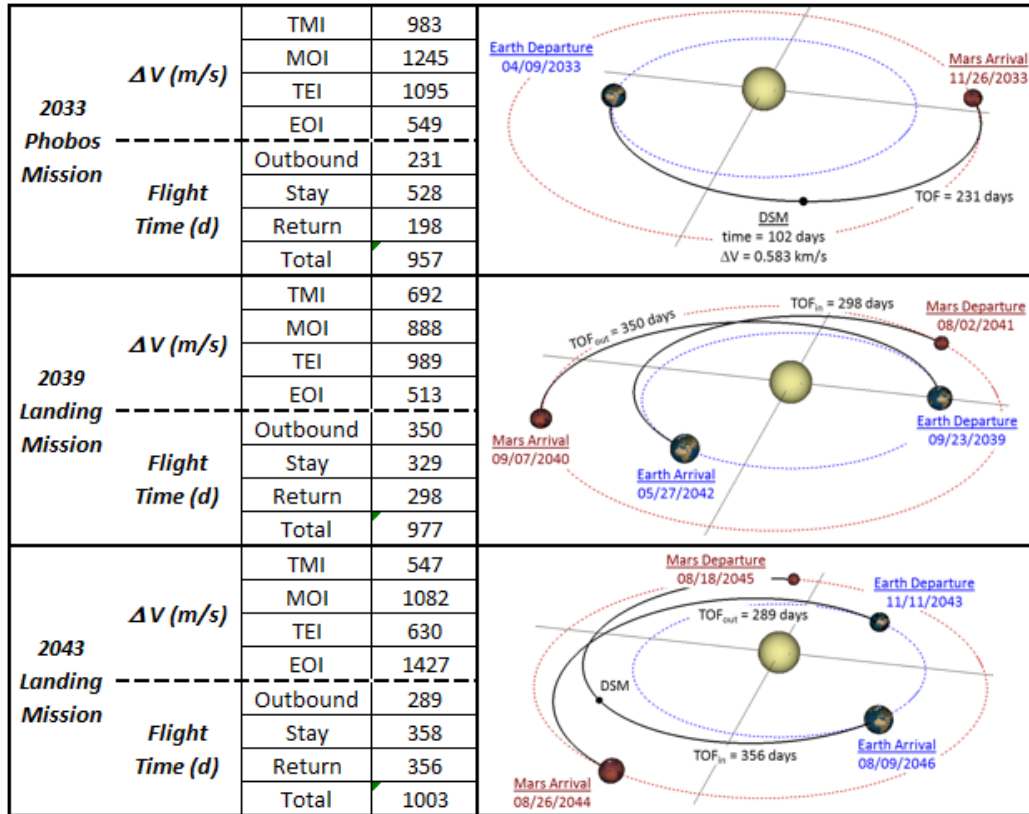 2033
Phobos
Mission
ΔV (m/s)
TMI 983
MOI 1245
TEI 1095
EOI 549
Flight
Time (d)
Outbound 231
Stay 528
Return 198
Total 957
Earth Departure
04/09/2033
Mars Arrival
11/26/2033
TOF = 231 days
DSM
time = 102 days
ΔV = 0.583 km/s
2039
Landing
Mission
ΔV (m/s)
TMI 692
MOI 888
TEI 989
EOI 513
Flight
Time (d)
Outbound 350
Stay 329
Return 298
Total 977
TOFin = 298 days
Mars Departure
08/02/2041
TOFout = 350 days
Earth Departure
09/23/2039
Mars Arrival
09/07/2040
Earth Arrival
05/27/2042
2043
Landing
Mission
ΔV (m/s)
TMI 547
MOI 1082
TEI 630
EOI 1427
Flight
Time (d)
Outbound 289
Stay 358
Return 356
Total 1003
Mars Departure
08/18/2045
Earth Departure
11/11/2043
TOFout = 289 days
DSM
Earth Arrival
08/09/2046
TOFin = 356 days
Mars Arrival
08/26/2044